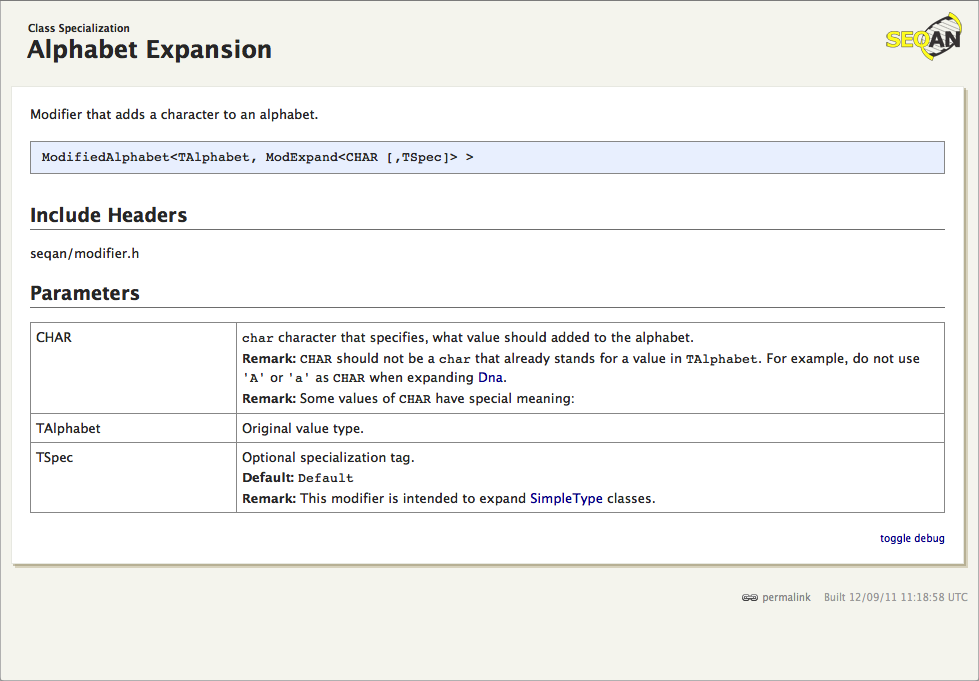 Class Specialization
Alphabet Expansion
SEQAN
Modifier that adds a character to an alphabet.
ModifiedAlphabet<TAlphabet, ModExpand<CHAR [,TSpec]> >
Include Headers
seqan/modifier.h
Parameters
CHAR
char character that specifies, what value should added to the alphabet.
Remark: CHAR should not be a char that already stands for a value in TAlphabet. For example, do not use
'A' or 'a' as CHAR when expanding Dna.
Remark: Some values of CHAR have special meaning:
TAlphabet
Original value type.
TSpec
Optional specialization tag.
Default: Default
Remark: This modifier is intended to expand SimpleType classes.
toggle debug
permalink Built 12/09/11 11:18:58 UTC